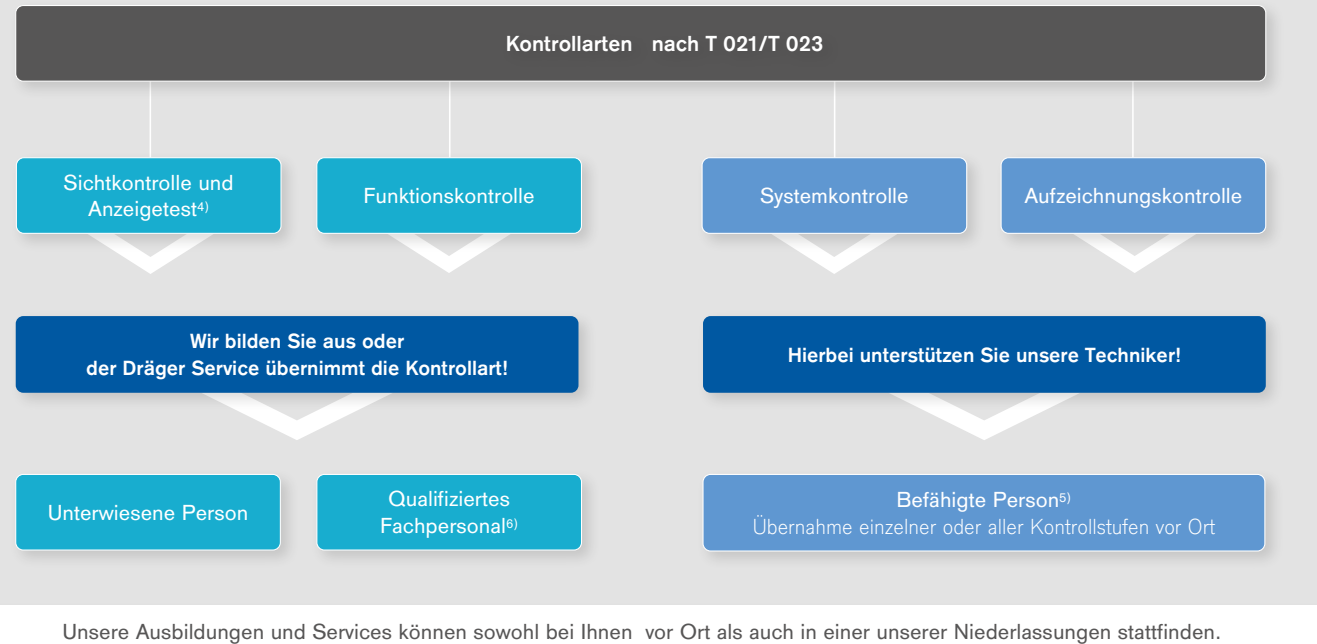 Kontrollarten nach T 021/T 023
Sichtkontrolle und
Anzeigetest4)
Funktionskontrolle
Systemkontrolle
Aufzeichnungskontrolle
Wir bilden Sie aus oder
der Dräger Service übernimmt die Kontrollart!
Hierbei unterstützen Sie unsere Techniker!
Unterwiesene Person
Qualifiziertes
Fachpersonal6)
Befähigte Person5)
Übernahme einzelner oder aller Kontrollstufen vor Ort
Unsere Ausbildungen und Services können sowohl bei Ihnen vor Ort als auch in einer unserer Niederlassungen stattfinden.